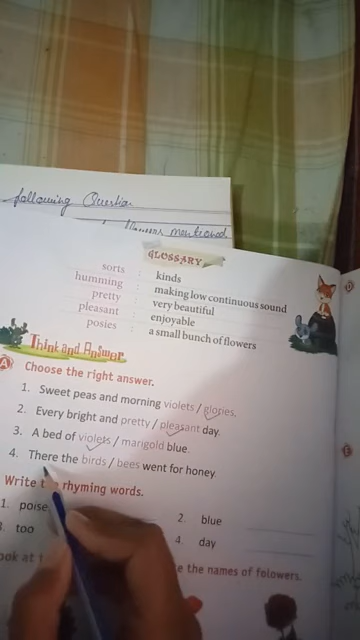 following Question
flowers mentioned
GLOSSARY
sorts : kinds
humming : making low continuous sound
pretty : very beautiful
pleasant : enjoyable
posies : a small bunch of flowers
Think and Answer
A Choose the right answer.
1. Sweet peas and morning violets / glories.
2. Every bright and pretty / pleasant day.
3. A bed of violets / marigold blue.
4. There the birds / bees went for honey.
Write the rhyming words.
1. poise
2. blue
3. too
4. day
ook at
e the names of folowers.